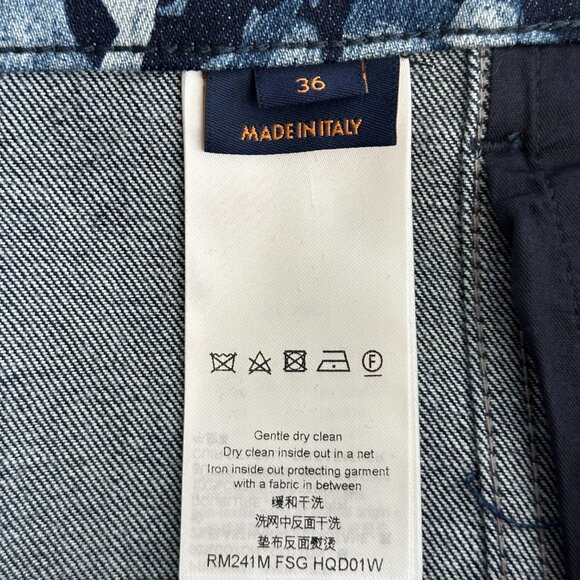 36
MADE IN ITALY
F
Gentle dry clean
Dry clean inside out in a net
Iron inside out protecting garment
with a fabric in between
缓和干洗
洗网中反面干洗
垫布反面熨烫
RM241M FSG HQD01W